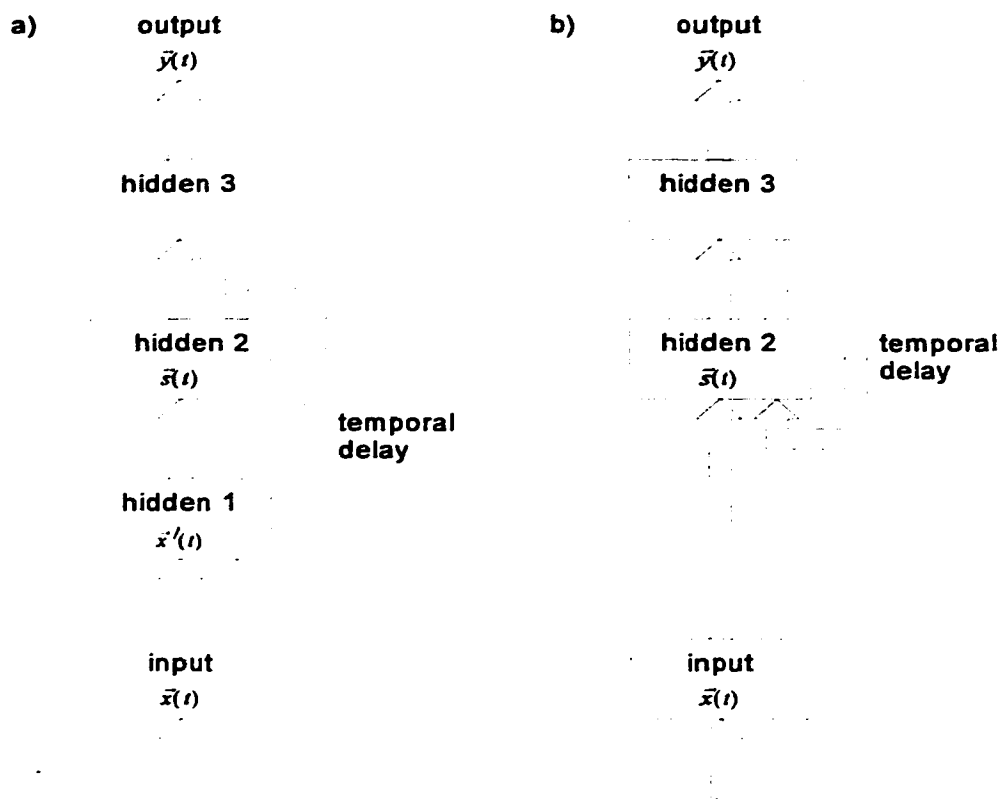 a)
output
ȳ(t)
hidden 3
hidden 2
s̄(t)
temporal
delay
hidden 1
x̄′(t)
input
x̄(t)
b)
output
ȳ(t)
hidden 3
hidden 2
s̄(t)
temporal
delay
input
x̄(t)